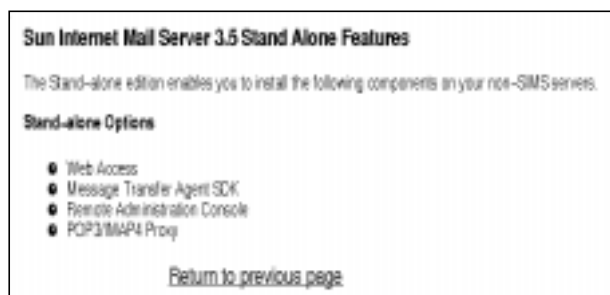 Sun Internet Mail Server 3.5 Stand Alone Features
The Stand-alone edition enables you to install the following components on your non-SIMS servers.
Stand-alone Options
Web Access
Message Transfer Agent SDK
Remote Administration Console
POP3/IMAP4 Proxy
Return to previous page